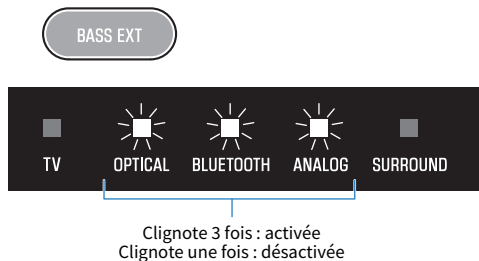 BASS EXT
TV OPTICAL BLUETOOTH ANALOG SURROUND
Clignote 3 fois : activée
Clignote une fois : désactivée